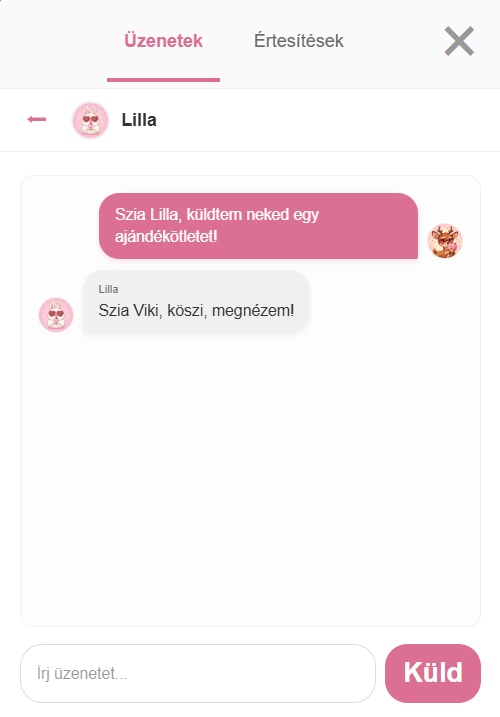 Üzenetek
Értesítések
Lilla
Szia Lilla, küldtem neked egy
ajándékötletet!
Lilla
Szia Viki, köszi, megnézem!
Írj üzenetet...
Küld